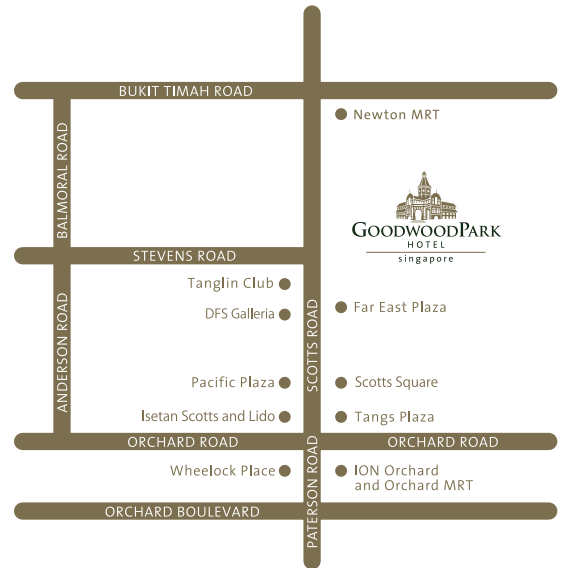 BUKIT TIMAH ROAD
Newton MRT
BALMORAL ROAD
GOODWOODPARK
HOTEL
singapore
STEVENS ROAD
Tanglin Club
DFS Galleria
Far East Plaza
ANDERSON ROAD
SCOTTS ROAD
Pacific Plaza
Scotts Square
Isetan Scotts and Lido
Tangs Plaza
ORCHARD ROAD
ORCHARD ROAD
PATERSON ROAD
Wheelock Place
ION Orchard
and Orchard MRT
ORCHARD BOULEVARD